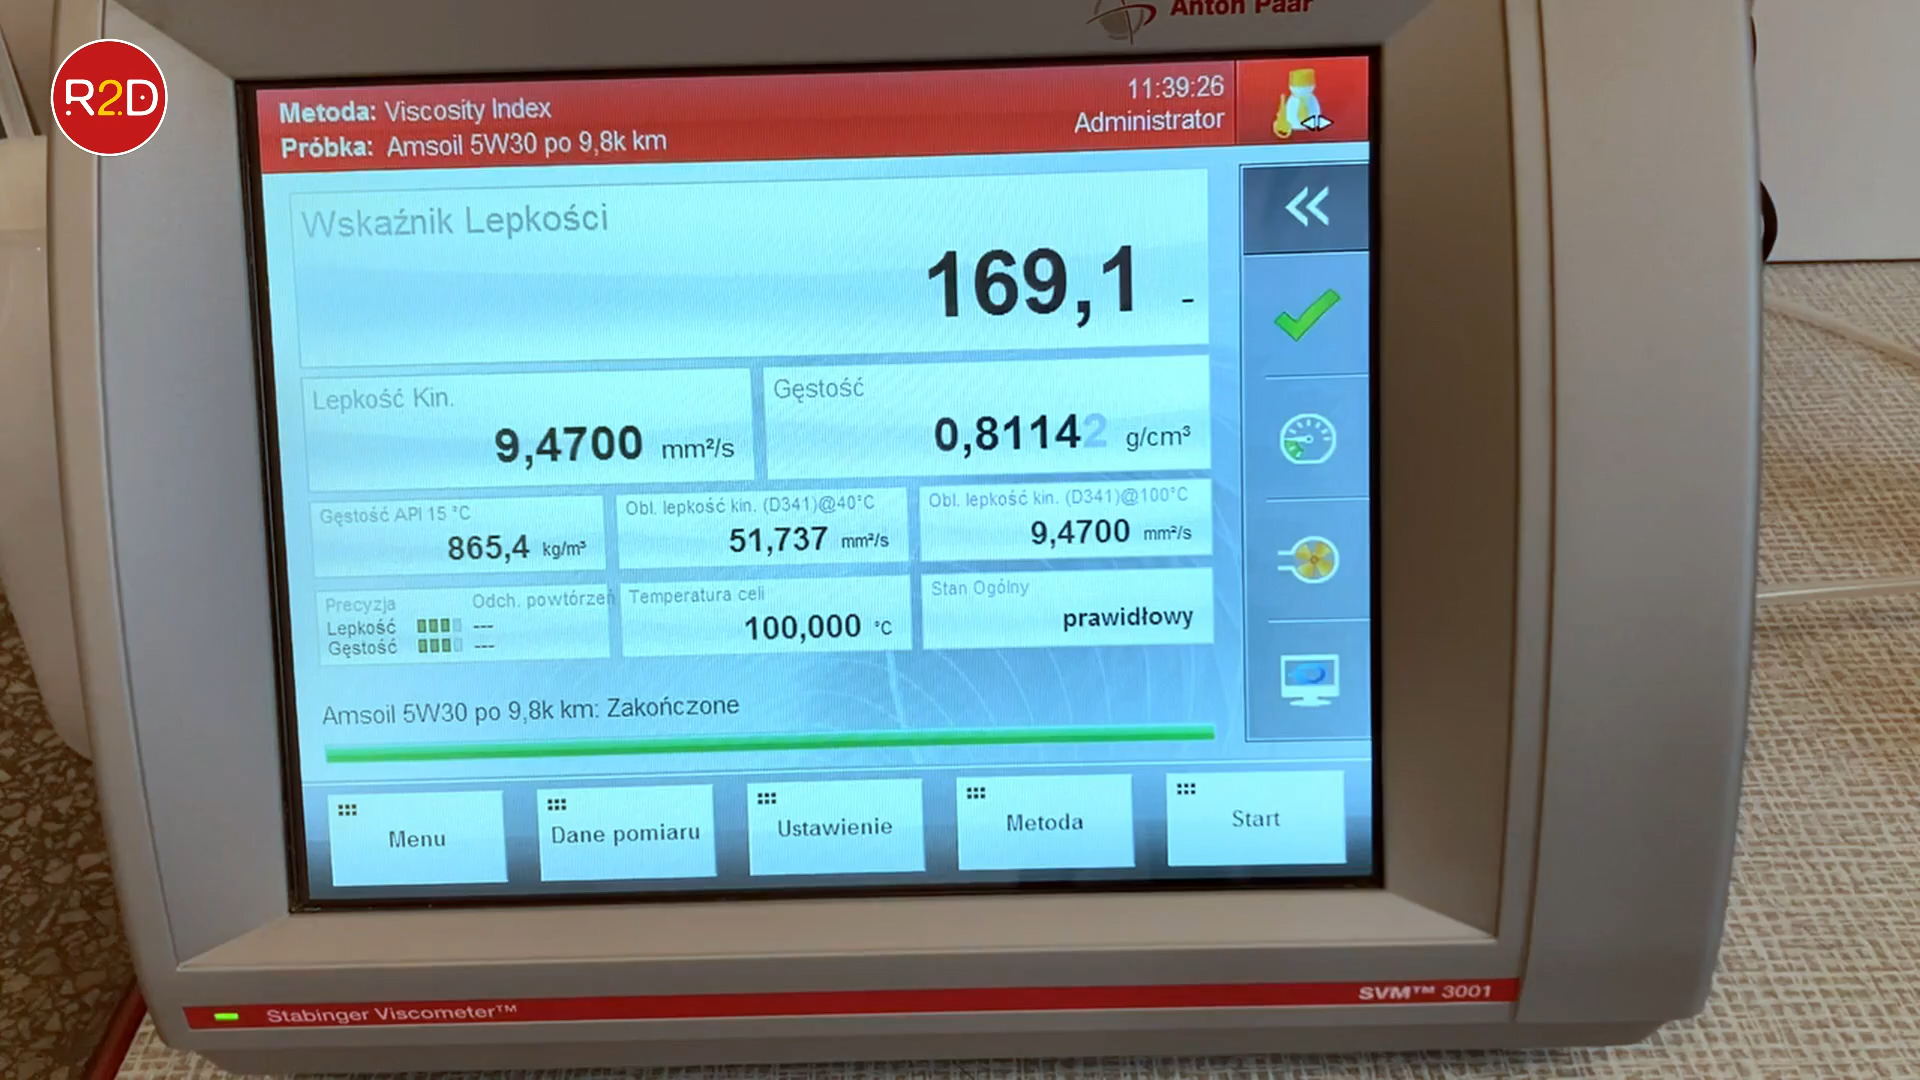 Anton Paar
R2D
Metoda: Viscosity Index
11:39:26
Próbka: Amsoil 5W30 po 9,8k km
Administrator
Wskaźnik Lepkości
169,1 -
Lepkość Kin.
9,4700 mm²/s
Gęstość
0,81142 g/cm³
Gęstość API 15 °C
865,4 kg/m³
Obl. lepkość kin. (D341)@40°C
51,737 mm²/s
Obl. lepkość kin. (D341)@100°C
9,4700 mm²/s
Precyzja Odch. powtórzeń
Lepkość ---
Gęstość ---
Temperatura celi
100,000 °C
Stan Ogólny
prawidłowy
Amsoil 5W30 po 9,8k km: Zakończone
Menu
Dane pomiaru
Ustawienie
Metoda
Start
Stabinger Viscometer™
SVM™ 3001